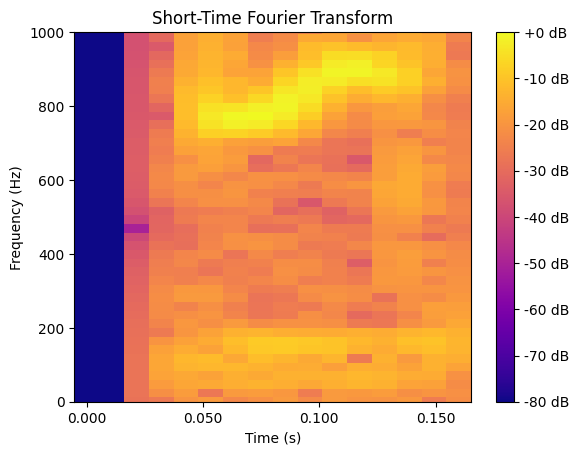 Short-Time Fourier Transform
Frequency (Hz)
1000
800
600
400
200
0
0.000
0.050
0.100
0.150
Time (s)
+0 dB
-10 dB
-20 dB
-30 dB
-40 dB
-50 dB
-60 dB
-70 dB
-80 dB